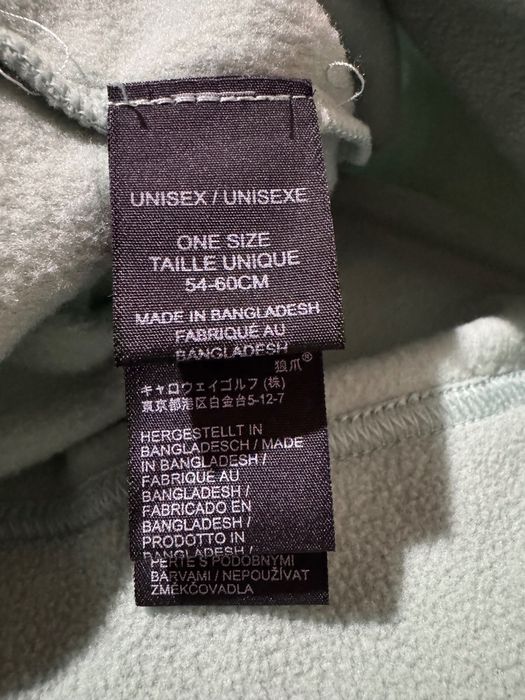 UNISEX / UNISEXE
ONE SIZE
TAILLE UNIQUE
54-60CM
MADE IN BANGLADESH
FABRIQUÉ AU
BANGLADESH
狼爪®
キャロウェイゴルフ (株)
東京都港区白金台5-12-7
HERGESTELLT IN
BANGLADESCH / MADE
IN BANGLADESH /
FABRIQUÉ AU
BANGLADESH /
FABRICADO EN
BANGLADESH /
PRODOTTO IN
BANGLADESH /
PERTE S PODOBNÝMI
BARVAMI / NEPOUŽÍVAT
ZMĚKČOVADLA